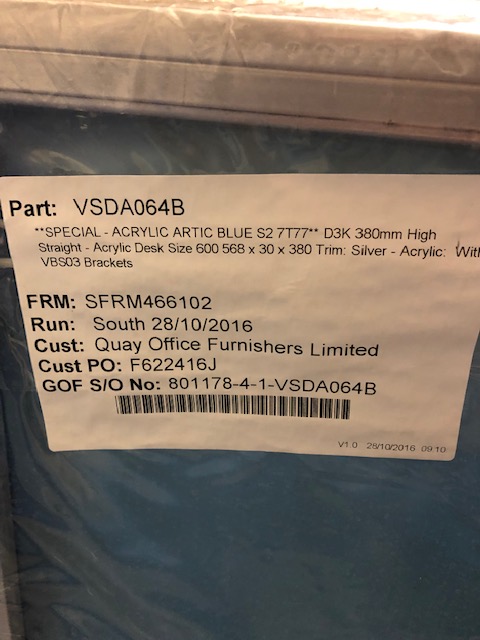 Part: VSDA064B
**SPECIAL - ACRYLIC ARTIC BLUE S2 7T77** D3K 380mm High
Straight - Acrylic Desk Size 600 568 x 30 x 380 Trim: Silver - Acrylic: With
VBS03 Brackets
FRM: SFRM466102
Run: South 28/10/2016
Cust: Quay Office Furnishers Limited
Cust PO: F622416J
GOF S/O No: 801178-4-1-VSDA064B
V1.0 28/10/2016 09:10